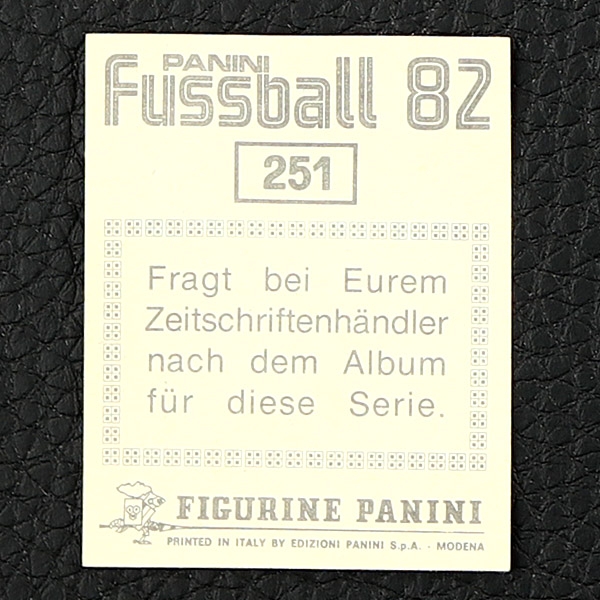 PANINI
Fussball 82
251
Fragt bei Eurem
Zeitschriftenhändler
nach dem Album
für diese Serie.
FIGURINE PANINI
PRINTED IN ITALY BY EDIZIONI PANINI S.p.A. - MODENA